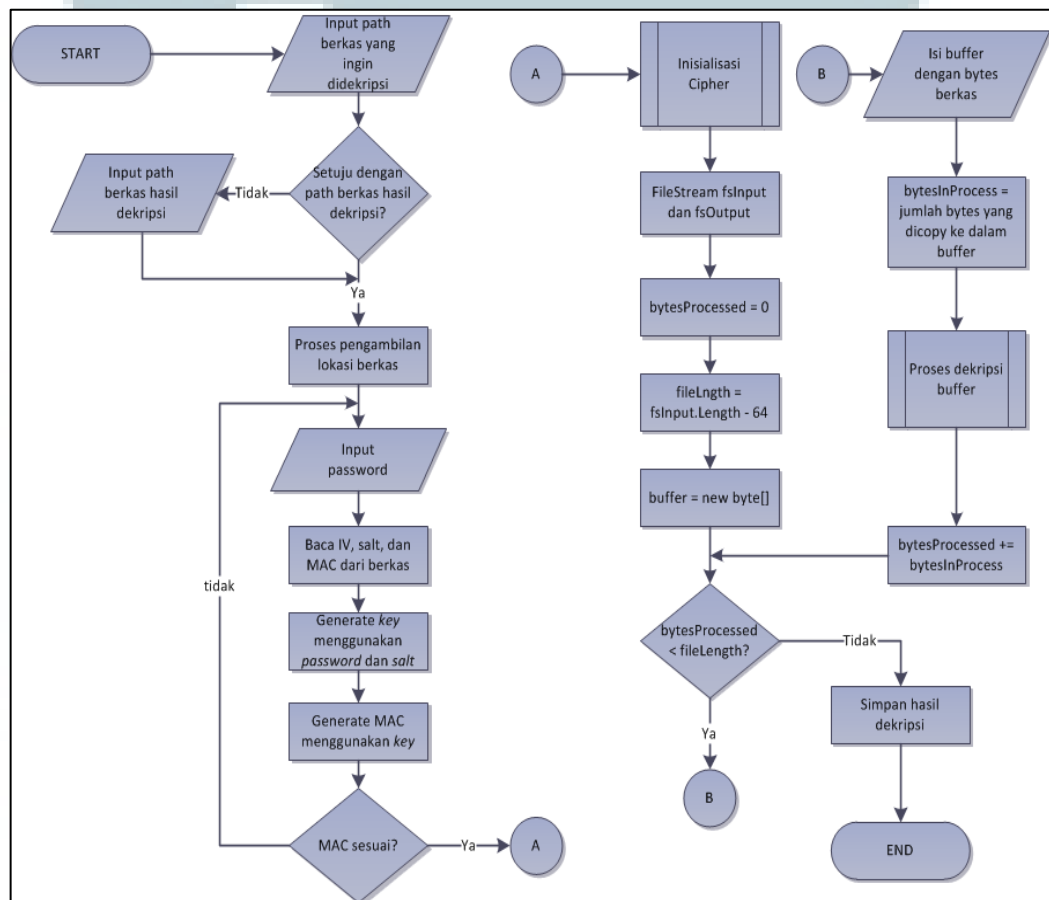 START
Input path
berkas yang
ingin
didekripsi
Setuju dengan
path berkas hasil
dekripsi?
Tidak
Input path
berkas hasil
dekripsi
Ya
Proses pengambilan
lokasi berkas
Input
password
Baca IV, salt, dan
MAC dari berkas
Generate key
menggunakan
password dan salt
Generate MAC
menggunakan key
MAC sesuai?
tidak
Ya
A
A
Inisialisasi
Cipher
FileStream fsInput
dan fsOutput
bytesProcessed = 0
fileLngth =
fsInput.Length - 64
buffer = new byte[]
bytesProcessed
< fileLength?
Ya
B
Tidak
Simpan hasil
dekripsi
END
B
Isi buffer
dengan bytes
berkas
bytesInProcess =
jumlah bytes yang
dicopy ke dalam
buffer
Proses dekripsi
buffer
bytesProcessed +=
bytesInProcess